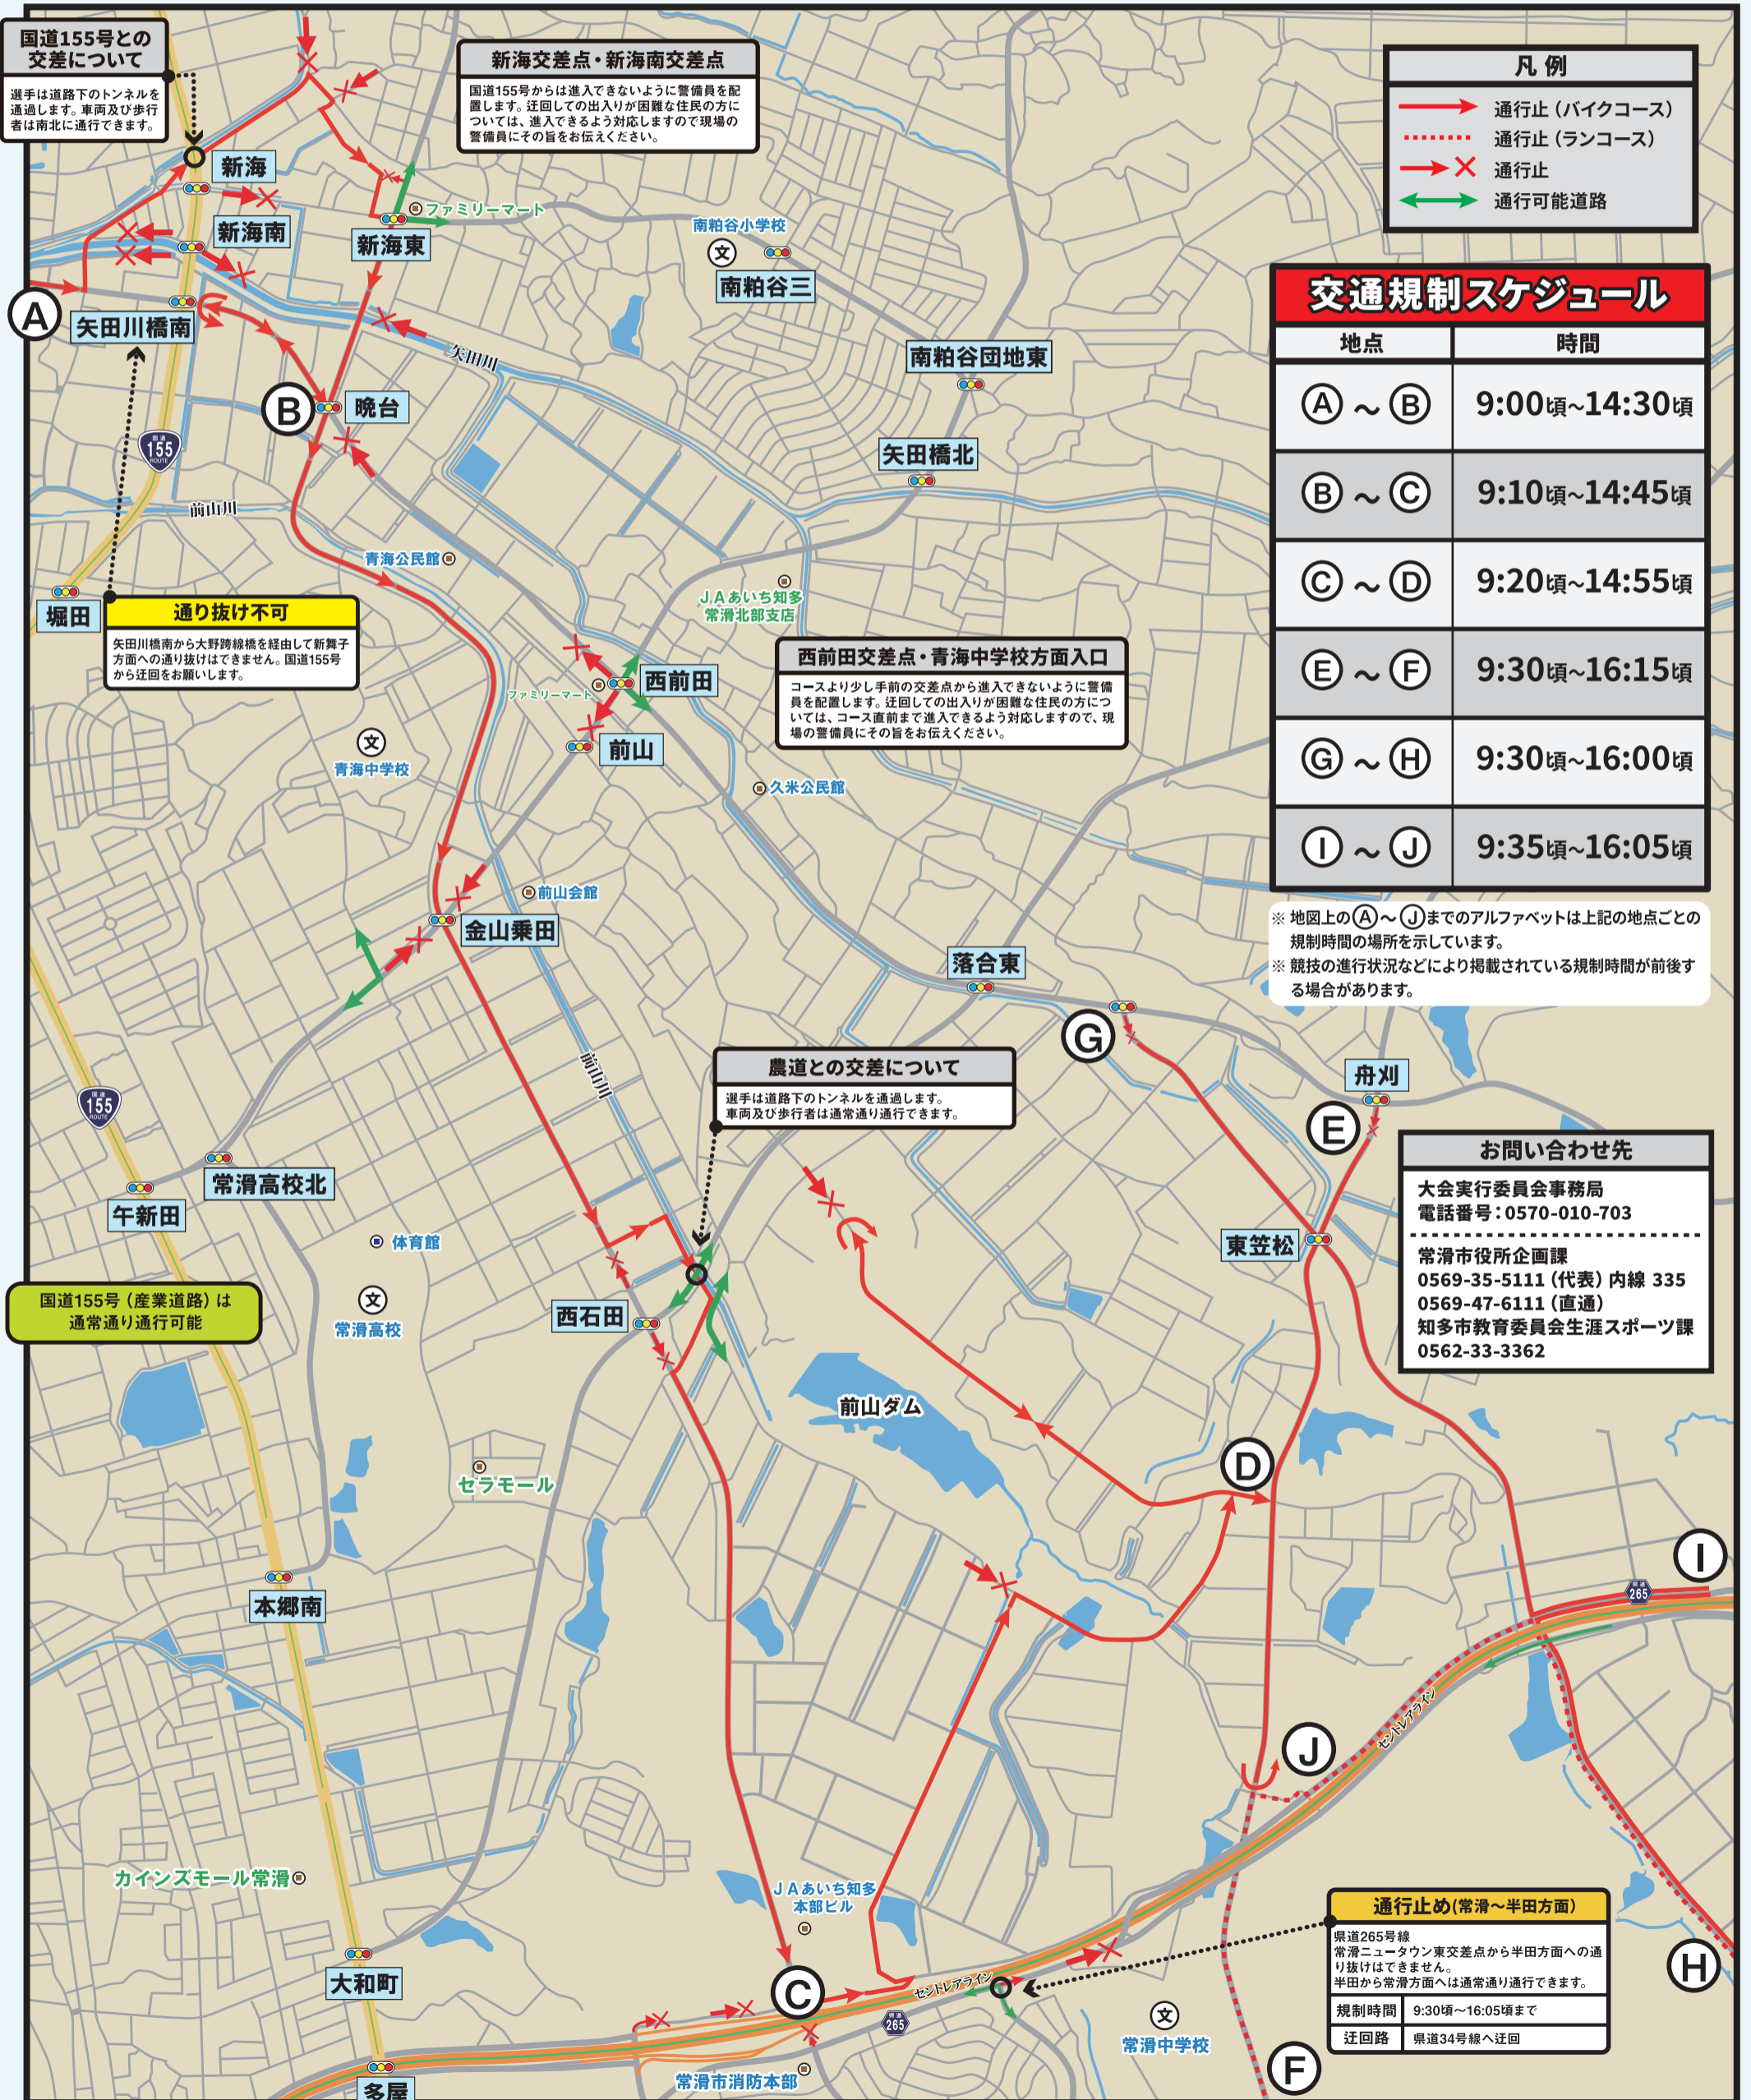 国道155号との
交差について
選手は道路下のトンネルを
通過します。車両及び歩行
者は南北に通行できます。
新海交差点・新海南交差点
国道155号からは進入できないように警備員を配
置します。迂回しての出入りが困難な住民の方に
ついては、進入できるよう対応しますので現場の
警備員にその旨をお伝えください。
凡 例
通行止（バイクコース）
通行止（ランコース）
通行止
通行可能道路
新海
新海南
ファミリーマート
新海東
南粕谷小学校
文
南粕谷三
A
矢田川橋南
矢田川
南粕谷団地東
B
晩台
国道
155
ROUTE
矢田橋北
前山川
青海公民館
堀田
JAあいち知多
常滑北部支店
通り抜け不可
矢田川橋南から大野跨線橋を経由して新舞子
方面への通り抜けはできません。国道155号
から迂回をお願いします。
西前田交差点・青海中学校方面入口
コースより少し手前の交差点から進入できないように警備
員を配置します。迂回しての出入りが困難な住民の方につ
いては、コース直前まで進入できるよう対応しますので、現
場の警備員にその旨をお伝えください。
西前田
ファミリーマート
前山
文
青海中学校
久米公民館
交通規制スケジュール
地点 時間
A ～ B 9:00頃~14:30頃
B ～ C 9:10頃~14:45頃
C ～ D 9:20頃~14:55頃
E ～ F 9:30頃~16:15頃
G ～ H 9:30頃~16:00頃
I ～ J 9:35頃~16:05頃
※ 地図上のA～Jまでのアルファベットは上記の地点ごとの
規制時間の場所を示しています。
※ 競技の進行状況などにより掲載されている規制時間が前後す
る場合があります。
前山会館
金山乗田
落合東
G
前山川
農道との交差について
選手は道路下のトンネルを通過します。
車両及び歩行者は通常通り通行できます。
舟刈
E
国道
155
ROUTE
常滑高校北
午新田
お問い合わせ先
大会実行委員会事務局
電話番号：0570-010-703
常滑市役所企画課
0569-35-5111（代表）内線 335
0569-47-6111（直通）
知多市教育委員会生涯スポーツ課
0562-33-3362
体育館
東笠松
国道155号（産業道路）は
通常通り通行可能
文
常滑高校
西石田
前山ダム
D
セラモール
I
県道
265
本郷南
セントレアライン
J
カインズモール常滑
JAあいち知多
本部ビル
大和町
C
セントレアライン
県道
265
通行止め(常滑～半田方面)
県道265号線
常滑ニュータウン東交差点から半田方面への通
り抜けはできません。
半田から常滑方面へは通常通り通行できます。
規制時間 9:30頃～16:05頃まで
迂回路 県道34号線へ迂回
H
文
常滑中学校
F
常滑市消防本部
多屋